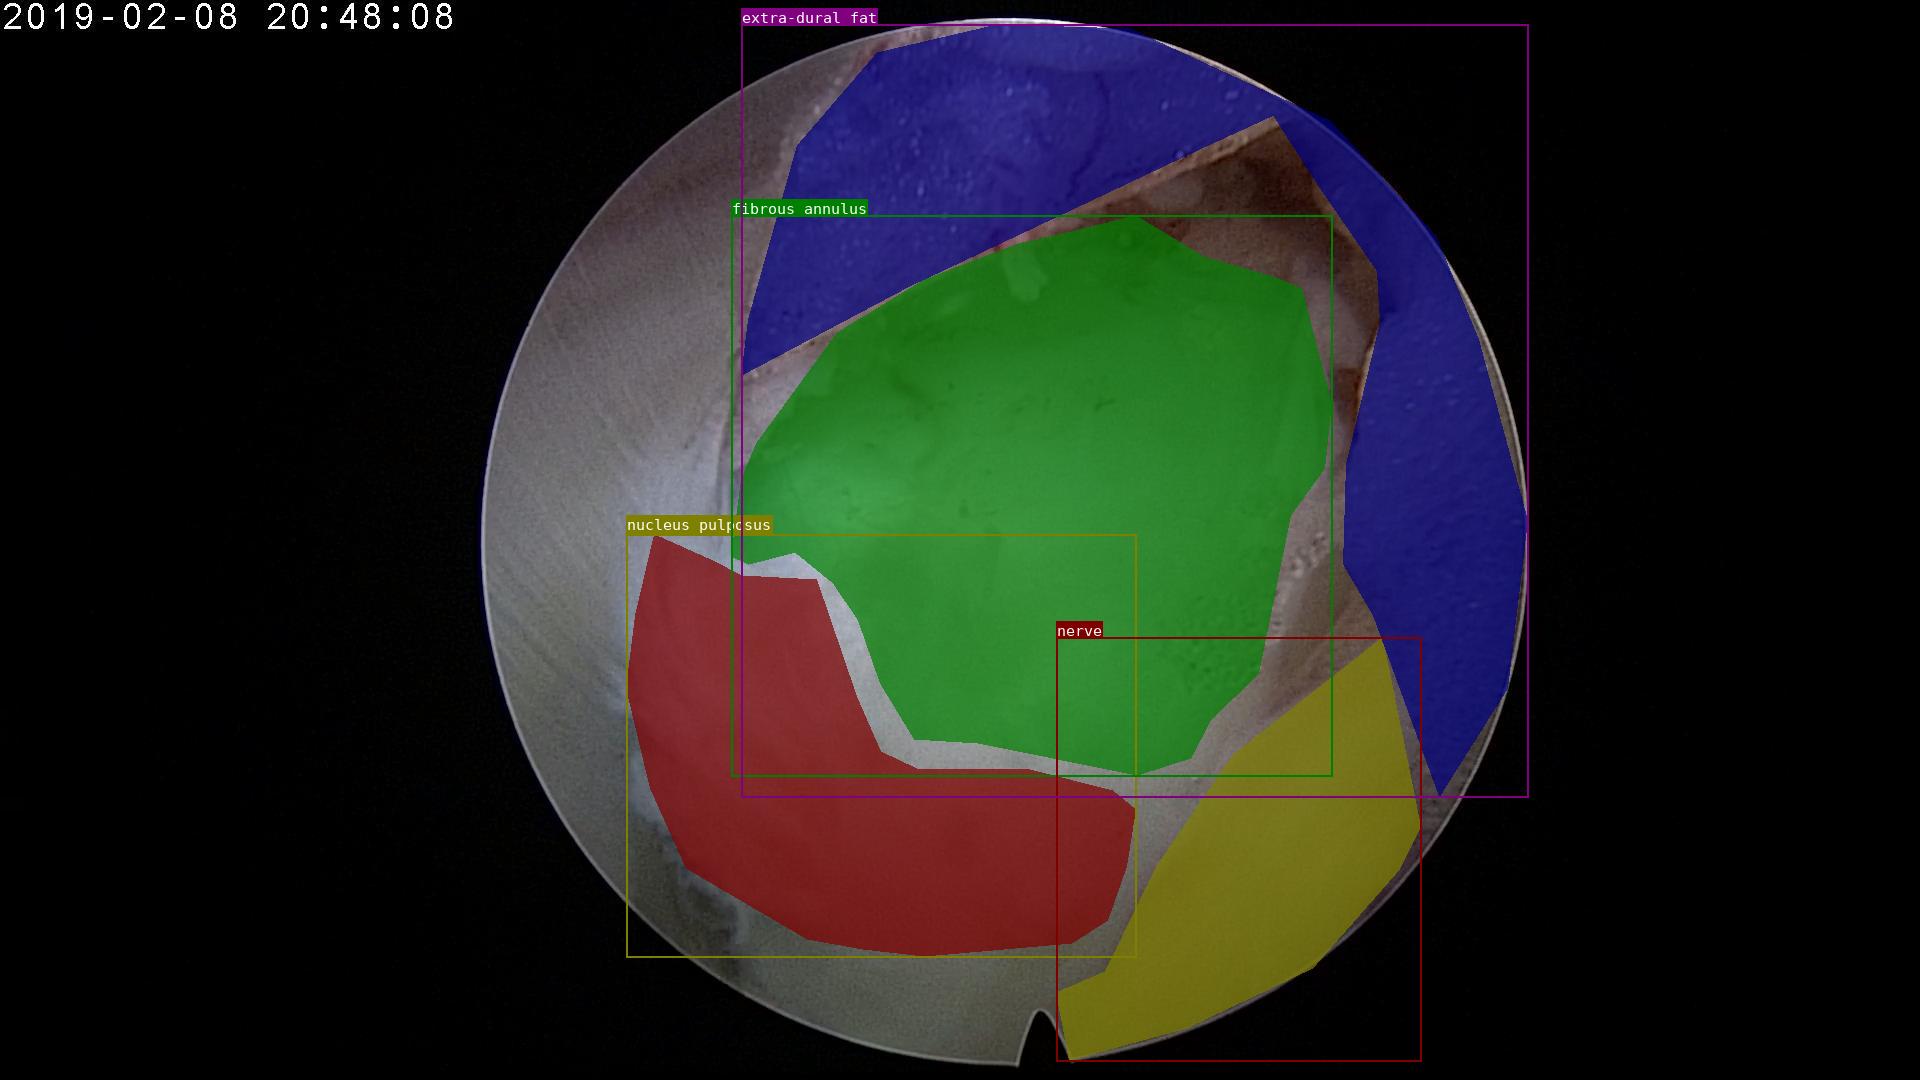 2019-02-08 20:48:08
extra-dural fat
fibrous annulus
nucleus pulposus
nerve